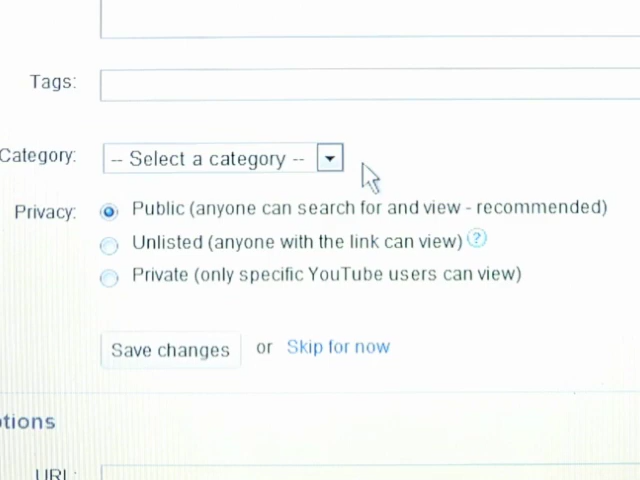 Tags:
Category: -- Select a category --
Privacy: Public (anyone can search for and view - recommended)
Unlisted (anyone with the link can view) ?
Private (only specific YouTube users can view)
Save changes or Skip for now
ptions
URL: